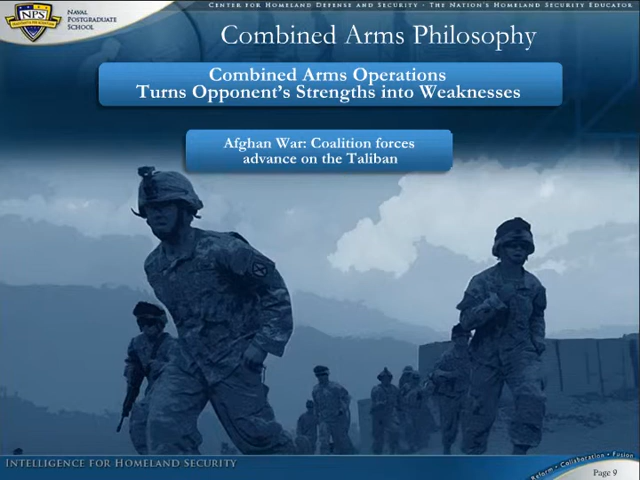 CENTER FOR HOMELAND DEFENSE AND SECURITY • THE NATION'S HOMELAND SECURITY EDUCATOR
NPS
NAVAL
POSTGRADUATE
SCHOOL
Combined Arms Philosophy
Combined Arms Operations
Turns Opponent's Strengths into Weaknesses
Afghan War: Coalition forces
advance on the Taliban
INTELLIGENCE FOR HOMELAND SECURITY
Reform • Collaboration • Fusion
Page 9